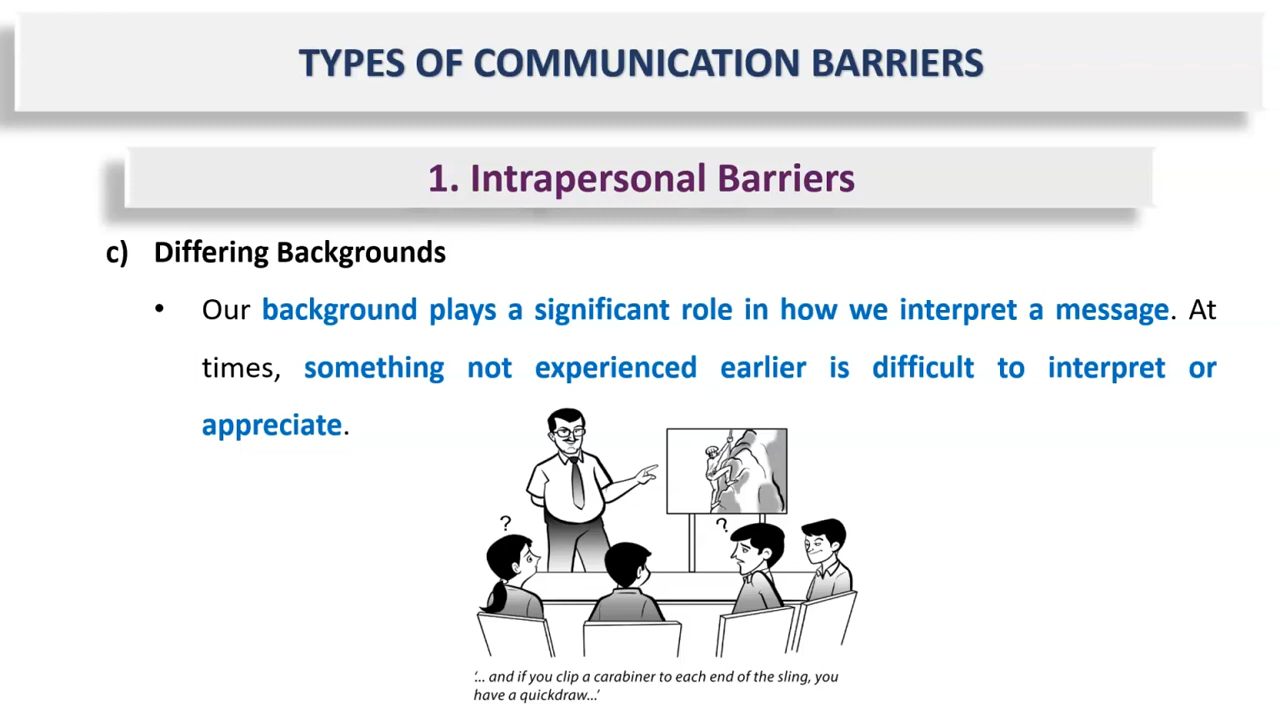 TYPES OF COMMUNICATION BARRIERS
1. Intrapersonal Barriers
c) Differing Backgrounds
• Our background plays a significant role in how we interpret a message. At
times, something not experienced earlier is difficult to interpret or
appreciate.
?
?
‘... and if you clip a carabiner to each end of the sling, you
have a quickdraw...’